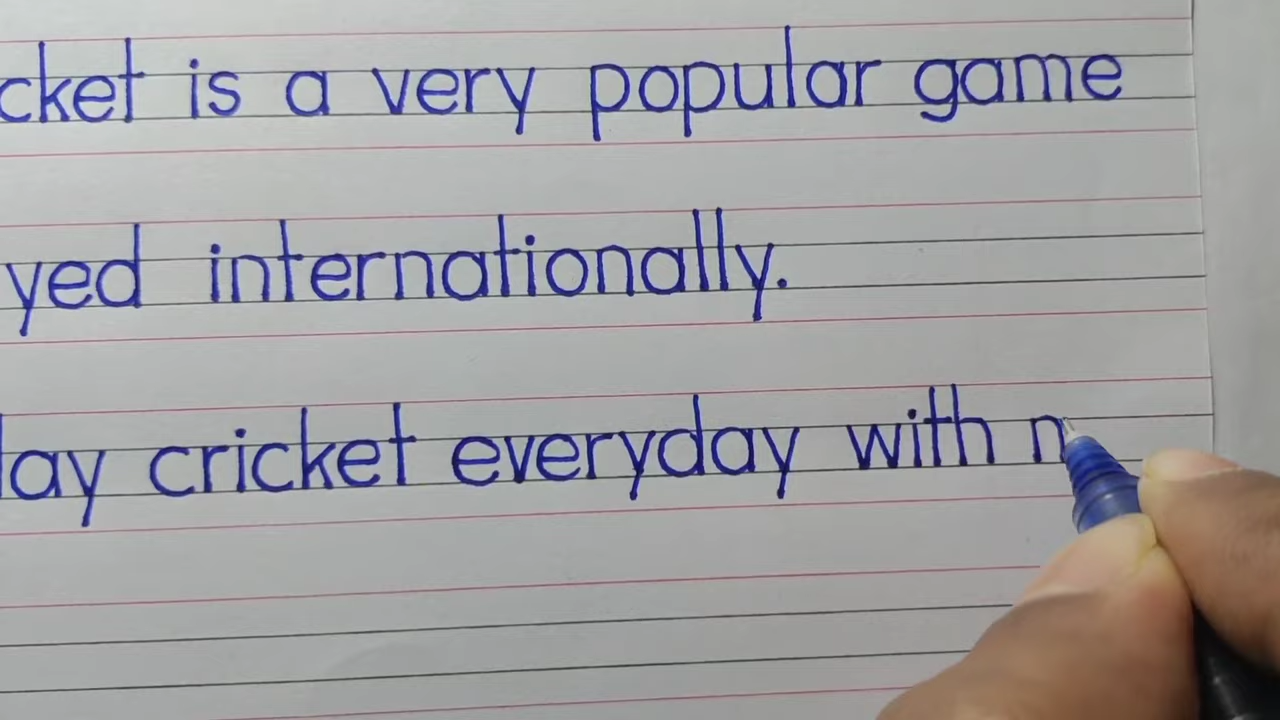 cket is a very popular game
yed internationally.
lay cricket everyday with